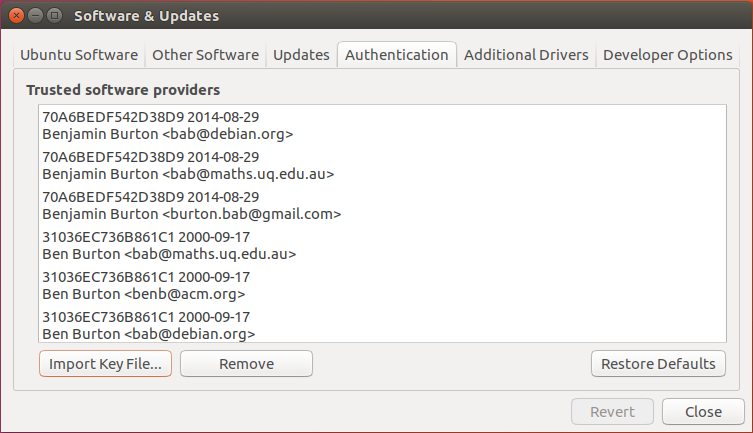 Software & Updates
Ubuntu Software Other Software Updates Authentication Additional Drivers Developer Options
Trusted software providers
70A6BEDF542D38D9 2014-08-29
Benjamin Burton <bab@debian.org>
70A6BEDF542D38D9 2014-08-29
Benjamin Burton <bab@maths.uq.edu.au>
70A6BEDF542D38D9 2014-08-29
Benjamin Burton <burton.bab@gmail.com>
31036EC736B861C1 2000-09-17
Ben Burton <bab@maths.uq.edu.au>
31036EC736B861C1 2000-09-17
Ben Burton <benb@acm.org>
31036EC736B861C1 2000-09-17
Ben Burton <bab@debian.org>
Import Key File... Remove Restore Defaults
Revert Close